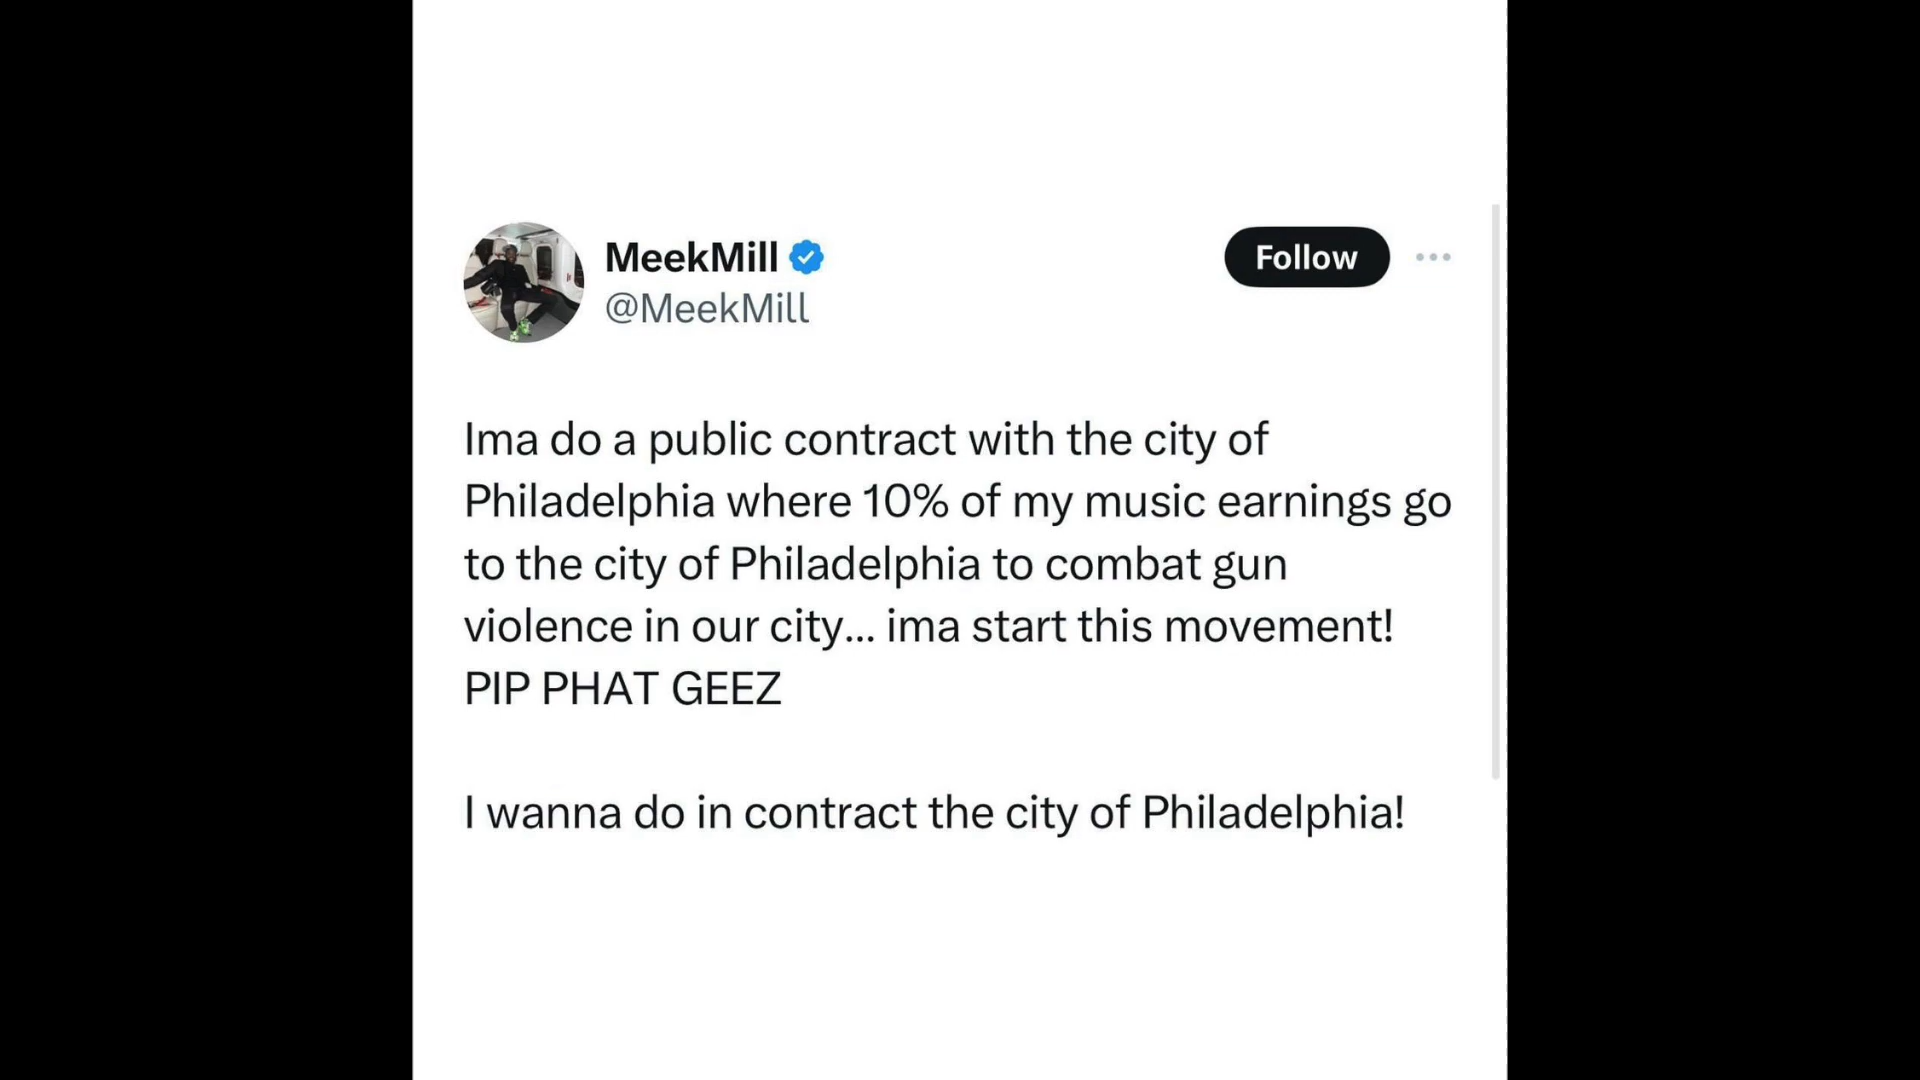 MeekMill
@MeekMill
Follow
Ima do a public contract with the city of
Philadelphia where 10% of my music earnings go
to the city of Philadelphia to combat gun
violence in our city... ima start this movement!
PIP PHAT GEEZ
I wanna do in contract the city of Philadelphia!